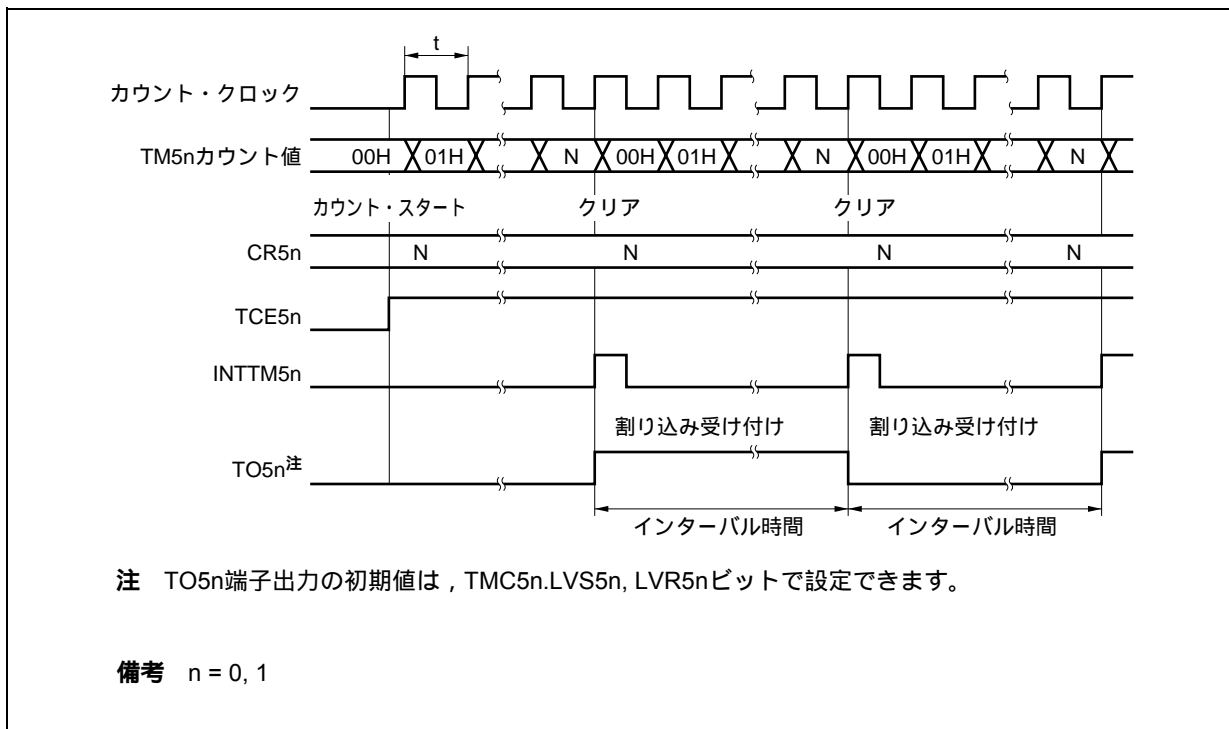 t
カウント・クロック
TM5nカウント値 00H 01H N 00H 01H N 00H 01H N
カウント・スタート クリア クリア
CR5n N N N N
TCE5n
INTTM5n
割り込み受け付け 割り込み受け付け
TO5n注
インターバル時間 インターバル時間
注 TO5n端子出力の初期値は，TMC5n.LVS5n, LVR5nビットで設定できます。
備考 n = 0, 1